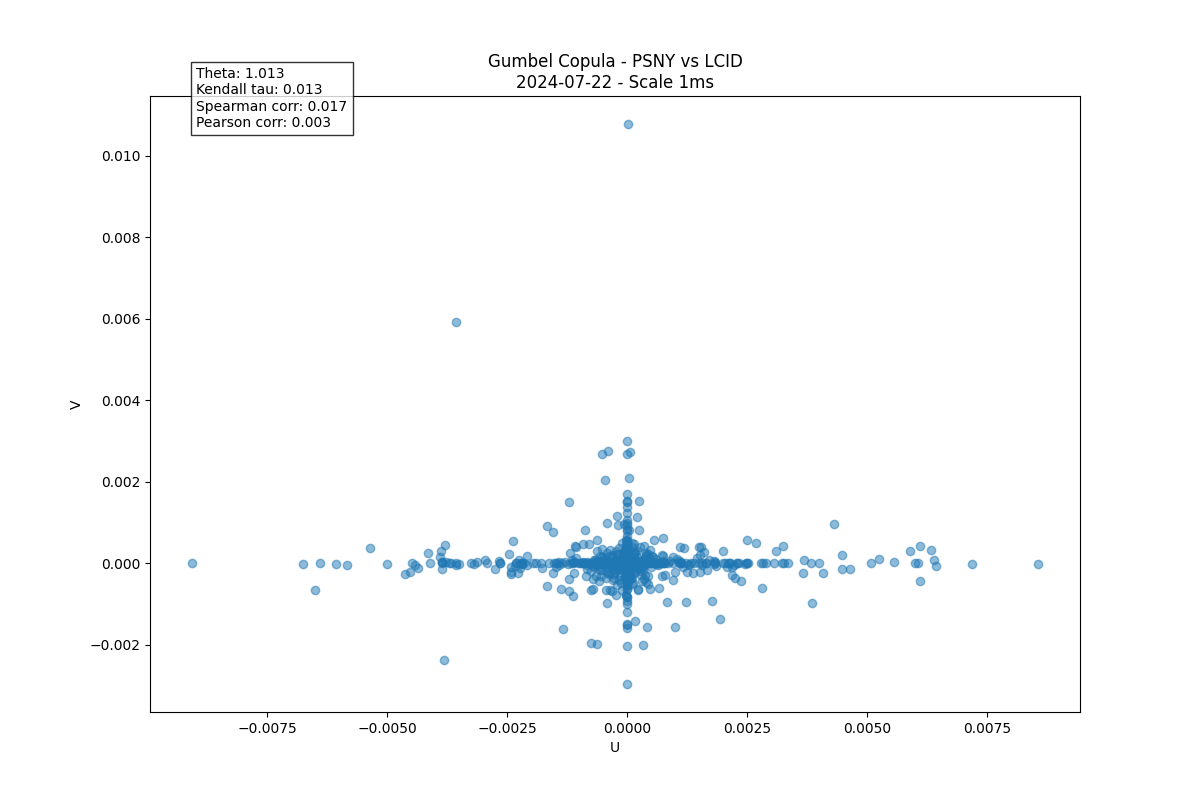 Gumbel Copula - PSNY vs LCID
2024-07-22 - Scale 1ms
Theta: 1.013
Kendall tau: 0.013
Spearman corr: 0.017
Pearson corr: 0.003
0.010
0.008
0.006
0.004
0.002
0.000
−0.002
V
−0.0075
−0.0050
−0.0025
0.0000
0.0025
0.0050
0.0075
U